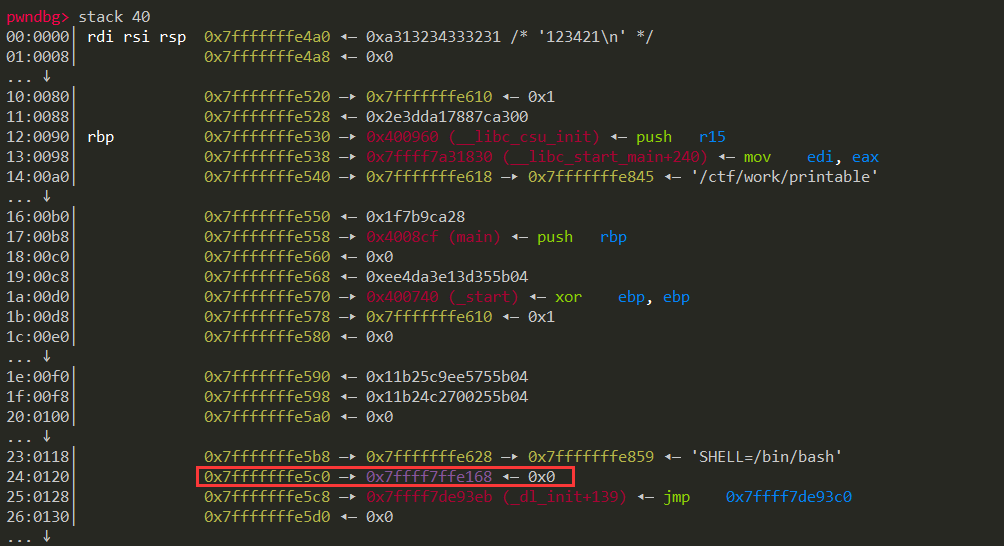 pwndbg> stack 40
00:0000│ rdi rsi rsp  0x7fffffffe4a0 ◂— 0xa313234333231 /* '123421\n' */
01:0008│              0x7fffffffe4a8 ◂— 0x0
... ↓
10:0080│              0x7fffffffe520 —▸ 0x7fffffffe610 ◂— 0x1
11:0088│              0x7fffffffe528 ◂— 0x2e3dda17887ca300
12:0090│ rbp          0x7fffffffe530 —▸ 0x400960 (__libc_csu_init) ◂— push   r15
13:0098│              0x7fffffffe538 —▸ 0x7ffff7a31830 (__libc_start_main+240) ◂— mov    edi, eax
14:00a0│              0x7fffffffe540 —▸ 0x7fffffffe618 —▸ 0x7fffffffe845 ◂— '/ctf/work/printable'
... ↓
16:00b0│              0x7fffffffe550 ◂— 0x1f7b9ca28
17:00b8│              0x7fffffffe558 —▸ 0x4008cf (main) ◂— push   rbp
18:00c0│              0x7fffffffe560 ◂— 0x0
19:00c8│              0x7fffffffe568 ◂— 0xee4da3e13d355b04
1a:00d0│              0x7fffffffe570 —▸ 0x400740 (_start) ◂— xor    ebp, ebp
1b:00d8│              0x7fffffffe578 —▸ 0x7fffffffe610 ◂— 0x1
1c:00e0│              0x7fffffffe580 ◂— 0x0
... ↓
1e:00f0│              0x7fffffffe590 ◂— 0x11b25c9ee5755b04
1f:00f8│              0x7fffffffe598 ◂— 0x11b24c2700255b04
20:0100│              0x7fffffffe5a0 ◂— 0x0
... ↓
23:0118│              0x7fffffffe5b8 —▸ 0x7fffffffe628 —▸ 0x7fffffffe859 ◂— 'SHELL=/bin/bash'
24:0120│              0x7fffffffe5c0 —▸ 0x7ffff7ffe168 ◂— 0x0
25:0128│              0x7fffffffe5c8 —▸ 0x7ffff7de93eb (_dl_init+139) ◂— jmp    0x7ffff7de93c0
26:0130│              0x7fffffffe5d0 ◂— 0x0
... ↓